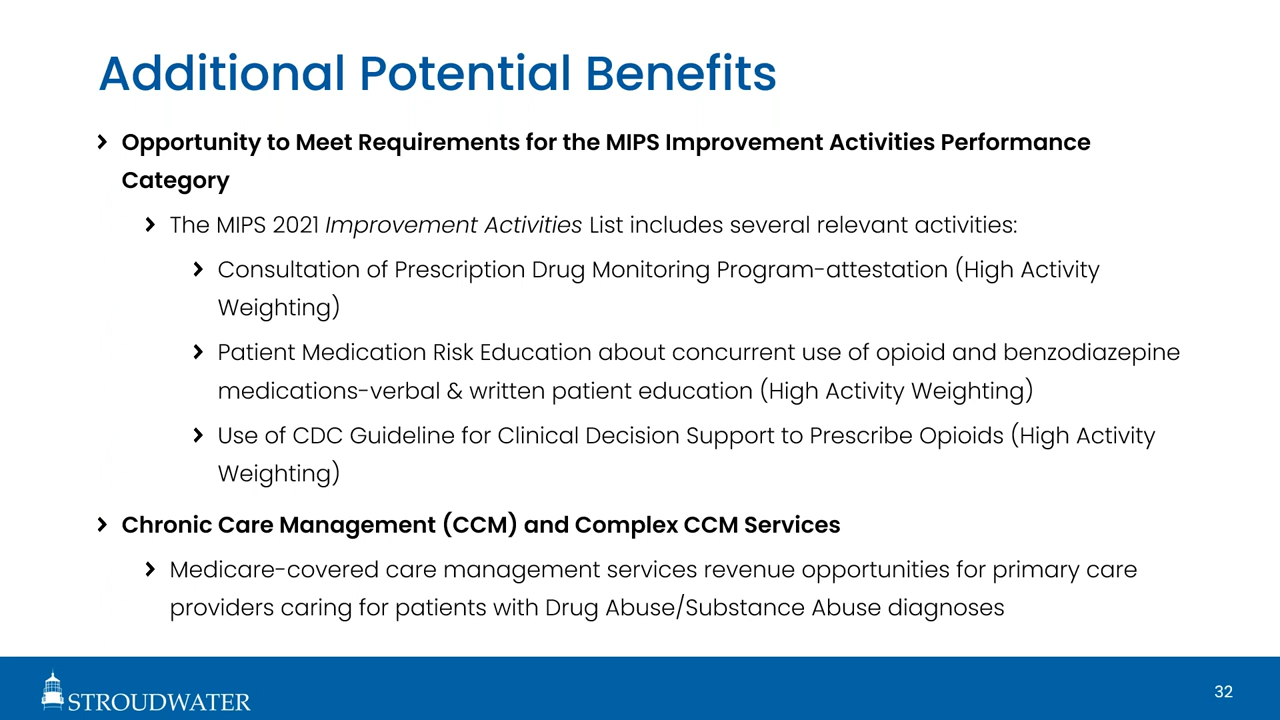 Additional Potential Benefits
Opportunity to Meet Requirements for the MIPS Improvement Activities Performance
Category
The MIPS 2021 Improvement Activities List includes several relevant activities:
Consultation of Prescription Drug Monitoring Program-attestation (High Activity
Weighting)
Patient Medication Risk Education about concurrent use of opioid and benzodiazepine
medications-verbal & written patient education (High Activity Weighting)
Use of CDC Guideline for Clinical Decision Support to Prescribe Opioids (High Activity
Weighting)
Chronic Care Management (CCM) and Complex CCM Services
Medicare-covered care management services revenue opportunities for primary care
providers caring for patients with Drug Abuse/Substance Abuse diagnoses
STROUDWATER
32